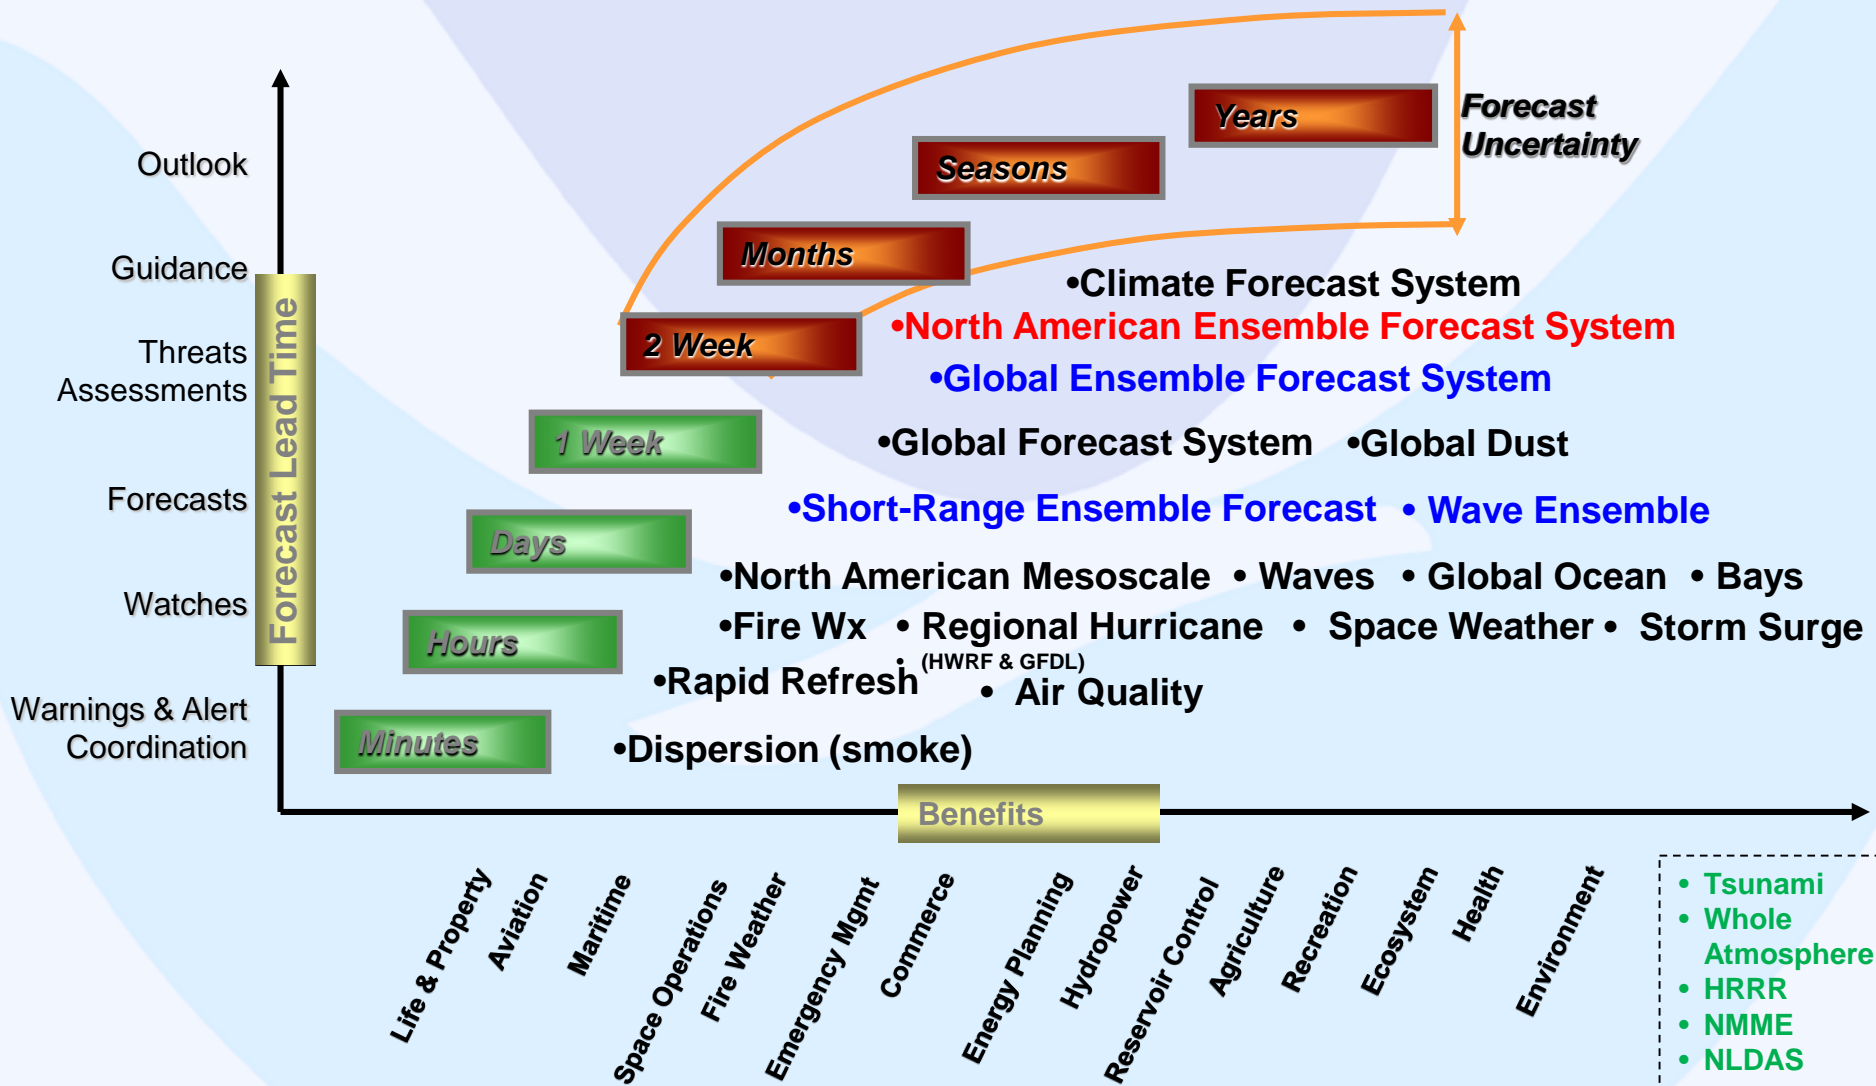 Years
Forecast
Uncertainty
Outlook
Seasons
Months
Guidance
•Climate Forecast System
•North American Ensemble Forecast System
2 Week
Threats
Assessments
•Global Ensemble Forecast System
1 Week
•Global Forecast System •Global Dust
Forecast Lead Time
Forecasts
•Short-Range Ensemble Forecast • Wave Ensemble
Days
•North American Mesoscale • Waves • Global Ocean • Bays
Watches
•Fire Wx • Regional Hurricane • Space Weather • Storm Surge
Hours
• (HWRF & GFDL)
•Rapid Refresh • Air Quality
Warnings & Alert
Coordination
Minutes
•Dispersion (smoke)
Benefits
Life & Property
Aviation
Maritime
Space Operations
Fire Weather
Emergency Mgmt
Commerce
Energy Planning
Hydropower
Reservoir Control
Agriculture
Recreation
Ecosystem
Health
Environment
• Tsunami
• Whole
Atmosphere
• HRRR
• NMME
• NLDAS